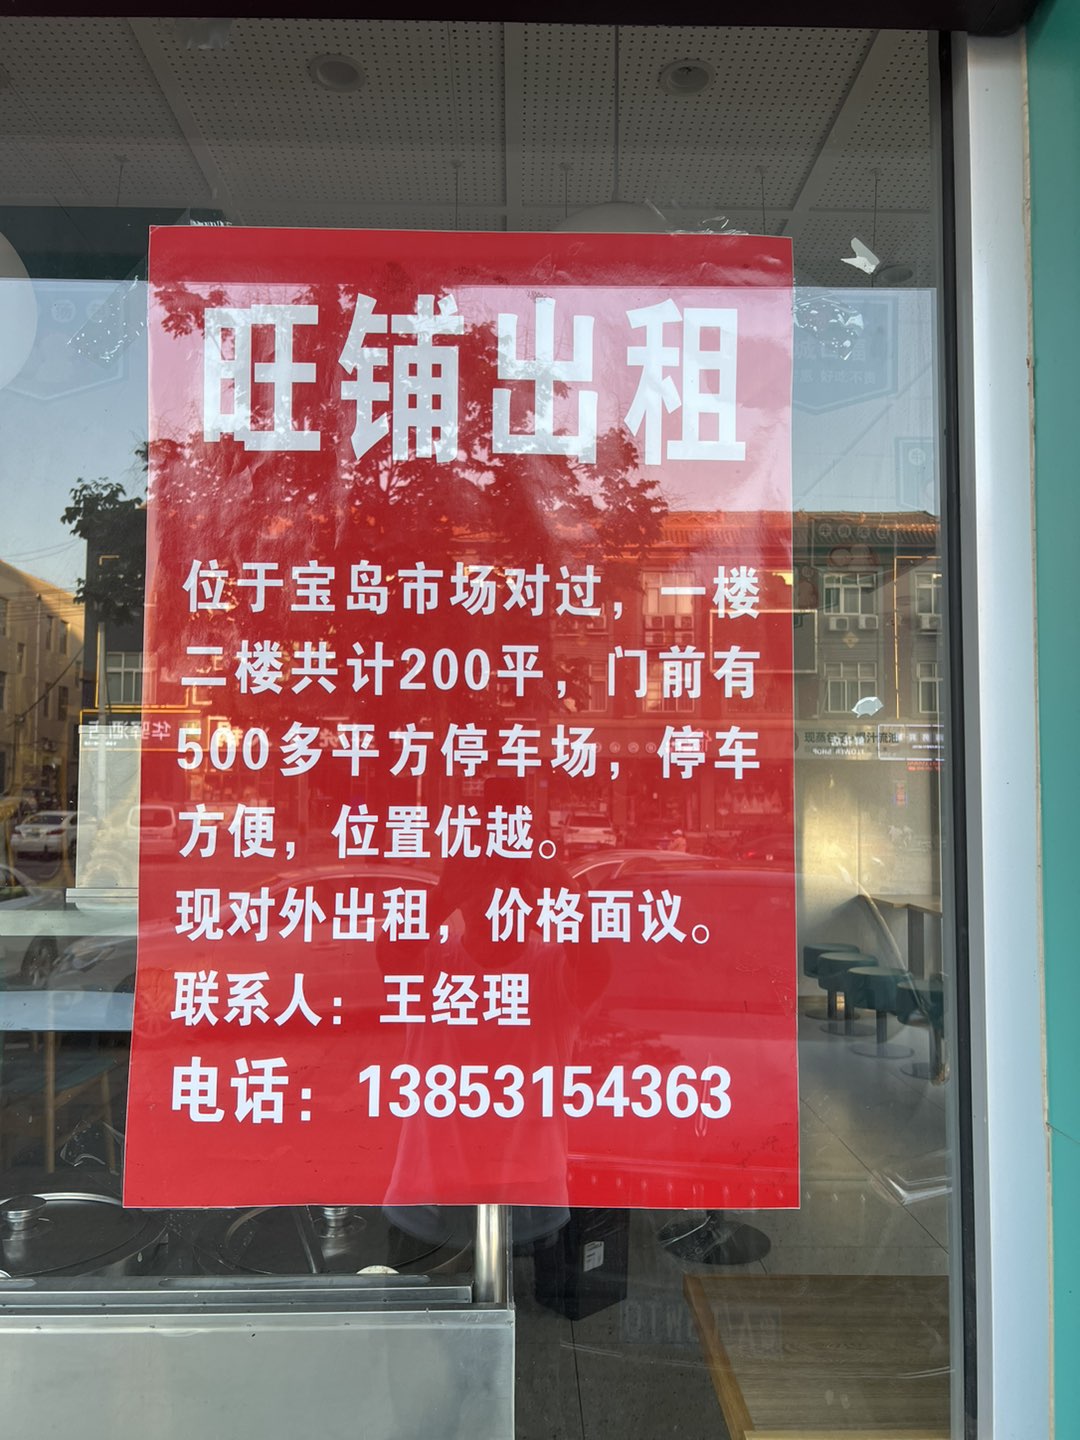 旺铺出租
位于宝岛市场对过，一楼
二楼共计200平，门前有
500多平方停车场，停车
方便，位置优越。
现对外出租，价格面议。
联系人：王经理
电话：13853154363